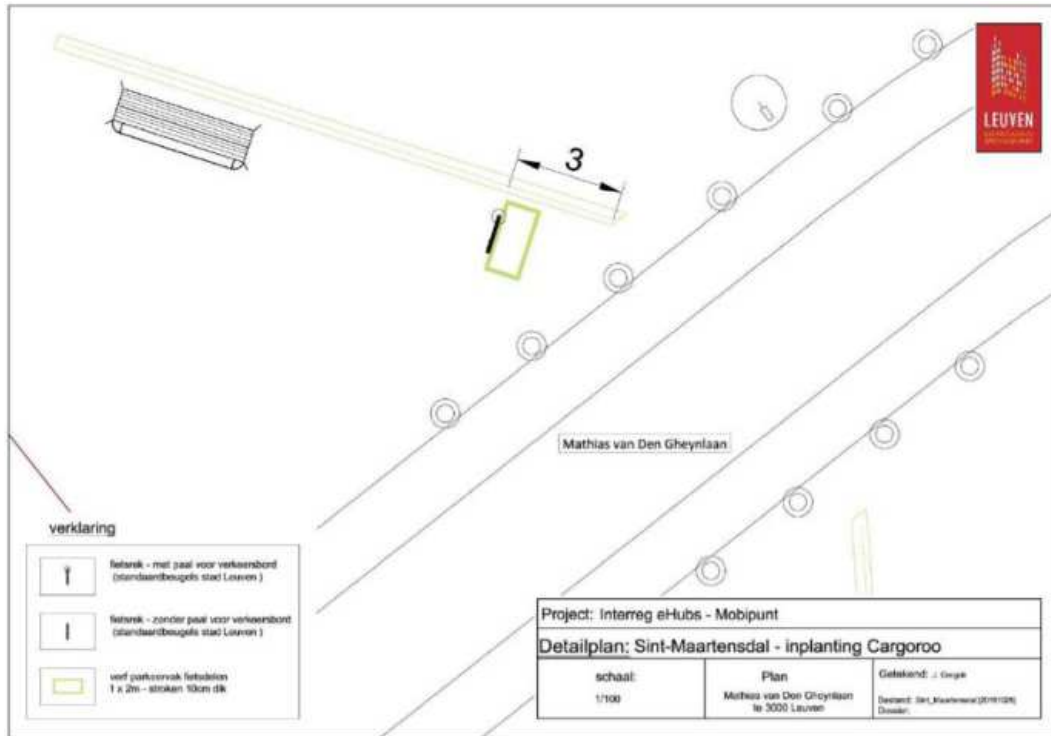 3
LEUVEN
Mathias van Den Gheynlaan
verklaring
fietsrek - met paal voor verkeersbord
(standaardbeugels stad Leuven )
fietsrek - zonder paal voor verkeersbord
(standaardbeugels stad Leuven )
verf parkeervak fietsdelen
1 x 2m - stroken 10cm dik
Project: Interreg eHubs - Mobipunt
Detailplan: Sint-Maartensdal - inplanting Cargoroo
schaal:
1/100
Plan
Mathias van Den Gheynlaan
te 3000 Leuven
Getekend: J.
Bestand:
Dossier: